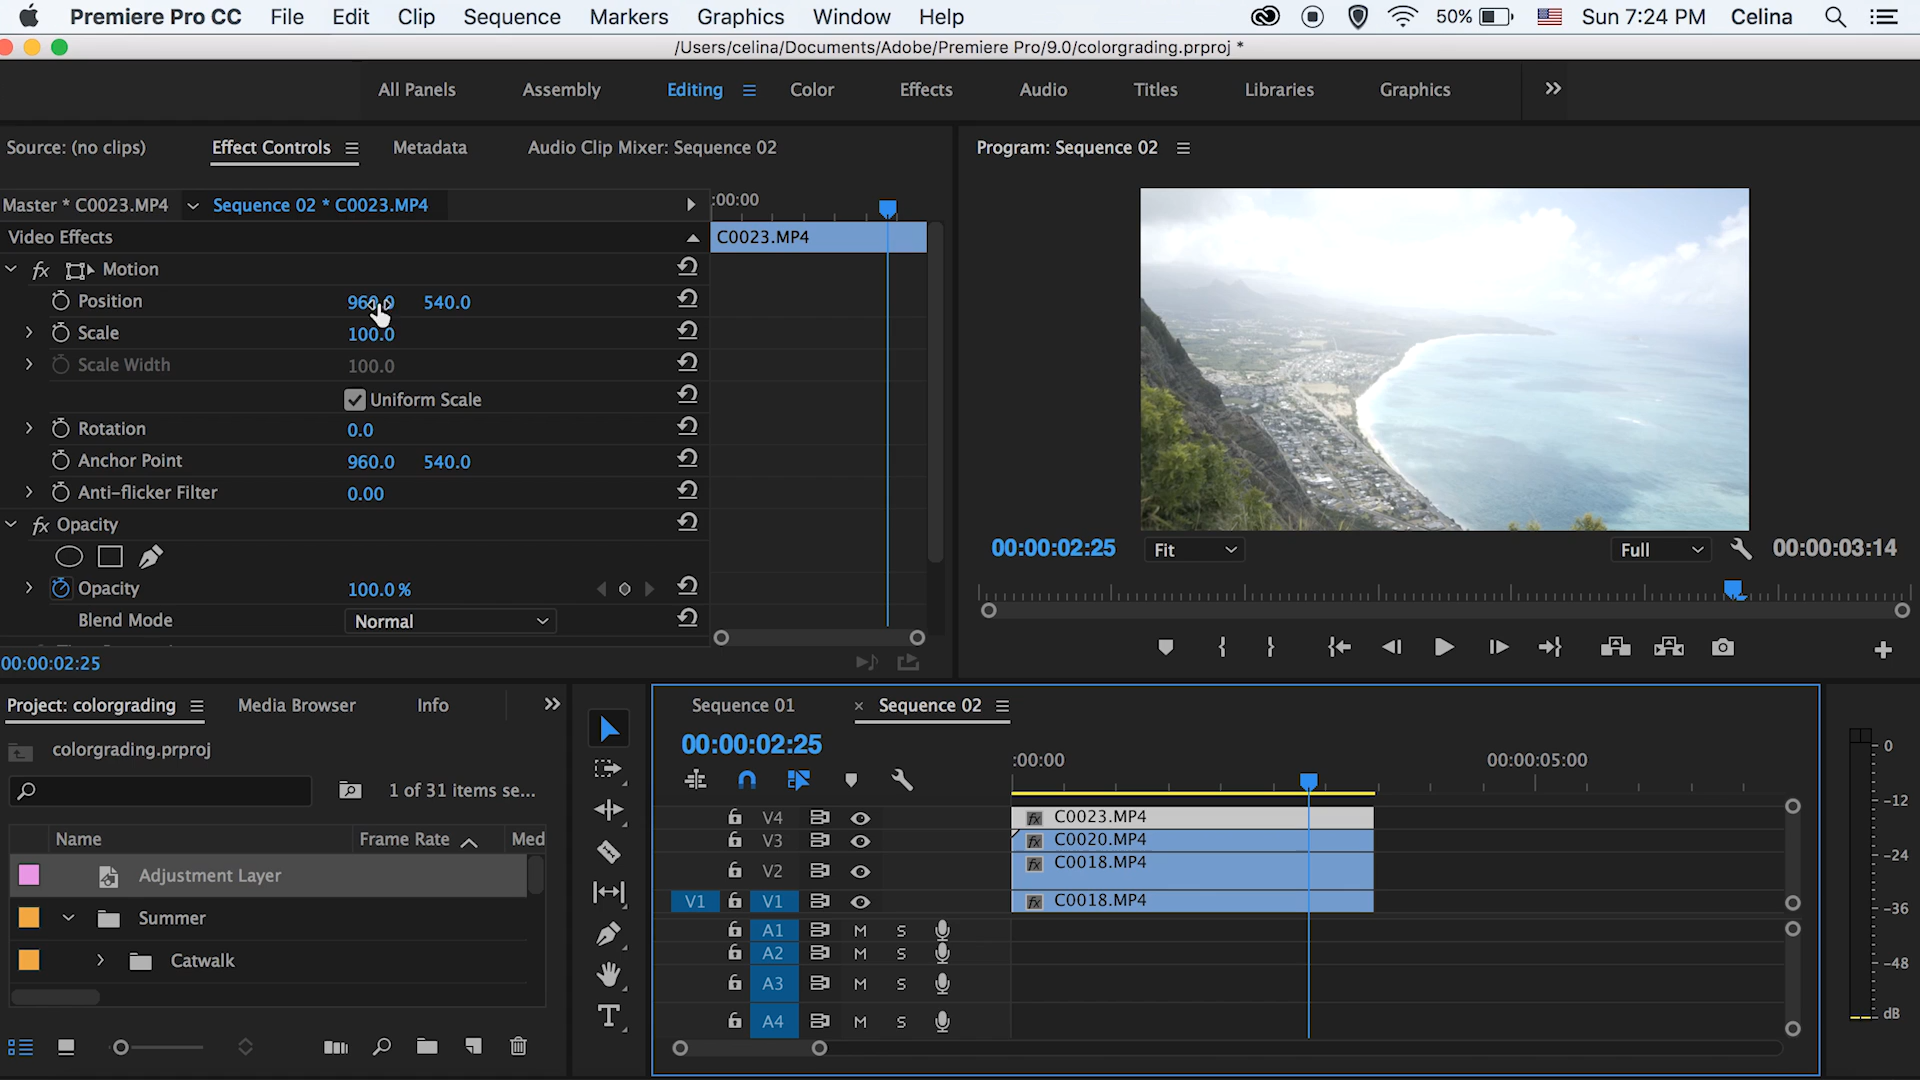 Premiere Pro CC File Edit Clip Sequence Markers Graphics Window Help 50% Sun 7:24 PM Celina
/Users/celina/Documents/Adobe/Premiere Pro/9.0/colorgrading.prproj *
All Panels Assembly Editing Color Effects Audio Titles Libraries Graphics
Source: (no clips) Effect Controls Metadata Audio Clip Mixer: Sequence 02
Master * C0023.MP4 Sequence 02 * C0023.MP4 :00:00
Video Effects C0023.MP4
fx Motion
Position 960.0 540.0
Scale 100.0
Scale Width 100.0
Uniform Scale
Rotation 0.0
Anchor Point 960.0 540.0
Anti-flicker Filter 0.00
fx Opacity
Opacity 100.0 %
Blend Mode Normal
00:00:02:25
Program: Sequence 02
00:00:02:25 Fit Full 00:00:03:14
Project: colorgrading Media Browser Info
colorgrading.prproj
1 of 31 items se...
Name Frame Rate Med
Adjustment Layer
Summer
Catwalk
T
Sequence 01 × Sequence 02
00:00:02:25
:00:00 00:00:05:00
V4 fx C0023.MP4
V3 fx C0020.MP4
V2 fx C0018.MP4
V1 V1 fx C0018.MP4
A1 M S
A2 M S
A3 M S
A4 M S
0
-12
-24
-36
-48
dB